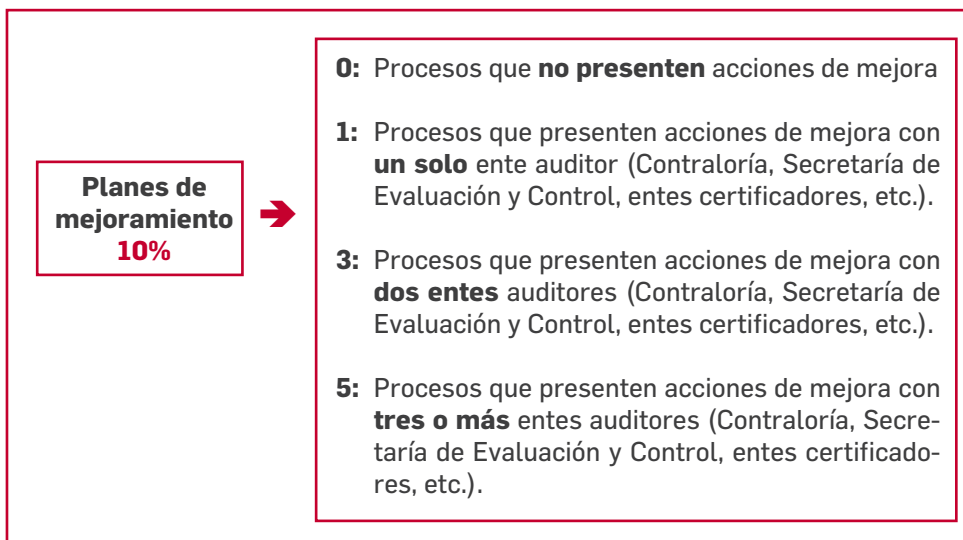 Planes de
mejoramiento
10%
0: Procesos que no presenten acciones de mejora
1: Procesos que presenten acciones de mejora con
un solo ente auditor (Contraloría, Secretaría de
Evaluación y Control, entes certificadores, etc.).
3: Procesos que presenten acciones de mejora con
dos entes auditores (Contraloría, Secretaría de
Evaluación y Control, entes certificadores, etc.).
5: Procesos que presenten acciones de mejora con
tres o más entes auditores (Contraloría, Secre-
taría de Evaluación y Control, entes certificado-
res, etc.).